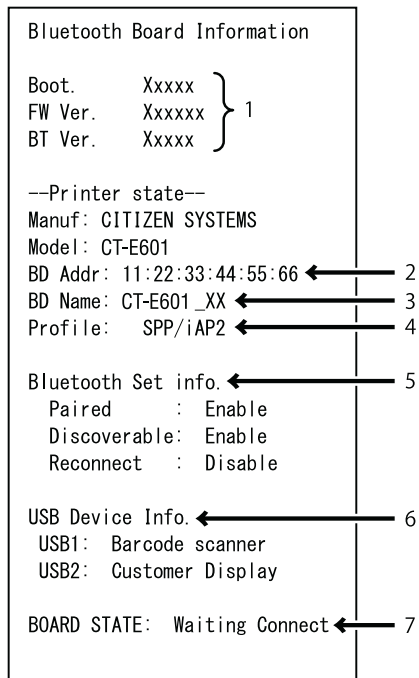 Bluetooth Board Information
Boot. Xxxxx
FW Ver. Xxxxxx 1
BT Ver. Xxxxx
--Printer state--
Manuf: CITIZEN SYSTEMS
Model: CT-E601
BD Addr: 11:22:33:44:55:66 2
BD Name: CT-E601_XX 3
Profile: SPP/iAP2 4
Bluetooth Set info. 5
Paired : Enable
Discoverable: Enable
Reconnect : Disable
USB Device Info. 6
USB1: Barcode scanner
USB2: Customer Display
BOARD STATE: Waiting Connect 7